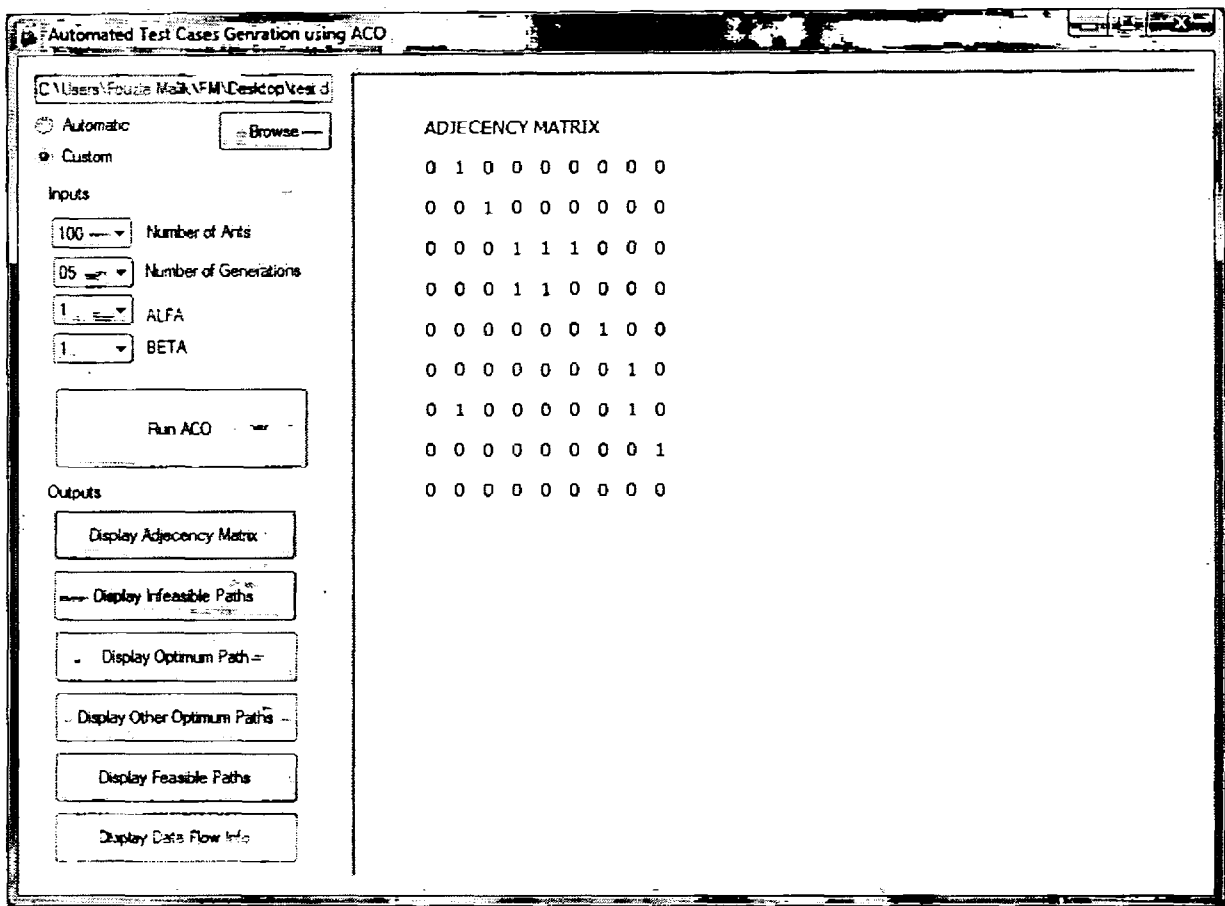 Automated Test Cases Genration using ACO
C:\Users\Fouzia Malik\FM\Desktop\test d
Automatic
Browse
Custom
Inputs
100
Number of Ants
05
Number of Generations
1
ALFA
1
BETA
Run ACO
Outputs
Display Adjecency Matrix
Display Infeasible Paths
Display Optimum Path
Display Other Optimum Paths
Display Feasible Paths
Display Data Flow Info
ADJECENCY MATRIX
0 1 0 0 0 0 0 0 0
0 0 1 0 0 0 0 0 0
0 0 0 1 1 1 0 0 0
0 0 0 1 1 0 0 0 0
0 0 0 0 0 0 1 0 0
0 0 0 0 0 0 0 1 0
0 1 0 0 0 0 0 1 0
0 0 0 0 0 0 0 0 1
0 0 0 0 0 0 0 0 0